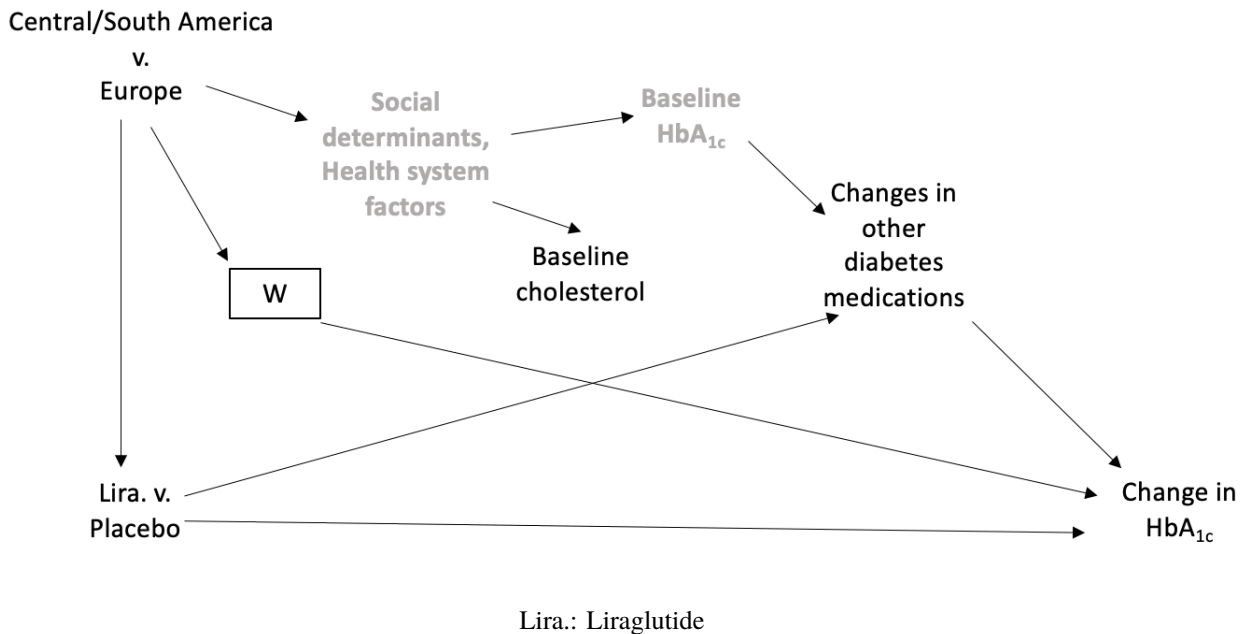 Central/South America
v.
Europe
Social
determinants,
Health system
factors
Baseline
HbA1c
Changes in
other
diabetes
medications
Baseline
cholesterol
W
Lira. v.
Placebo
Change in
HbA1c
Lira.: Liraglutide